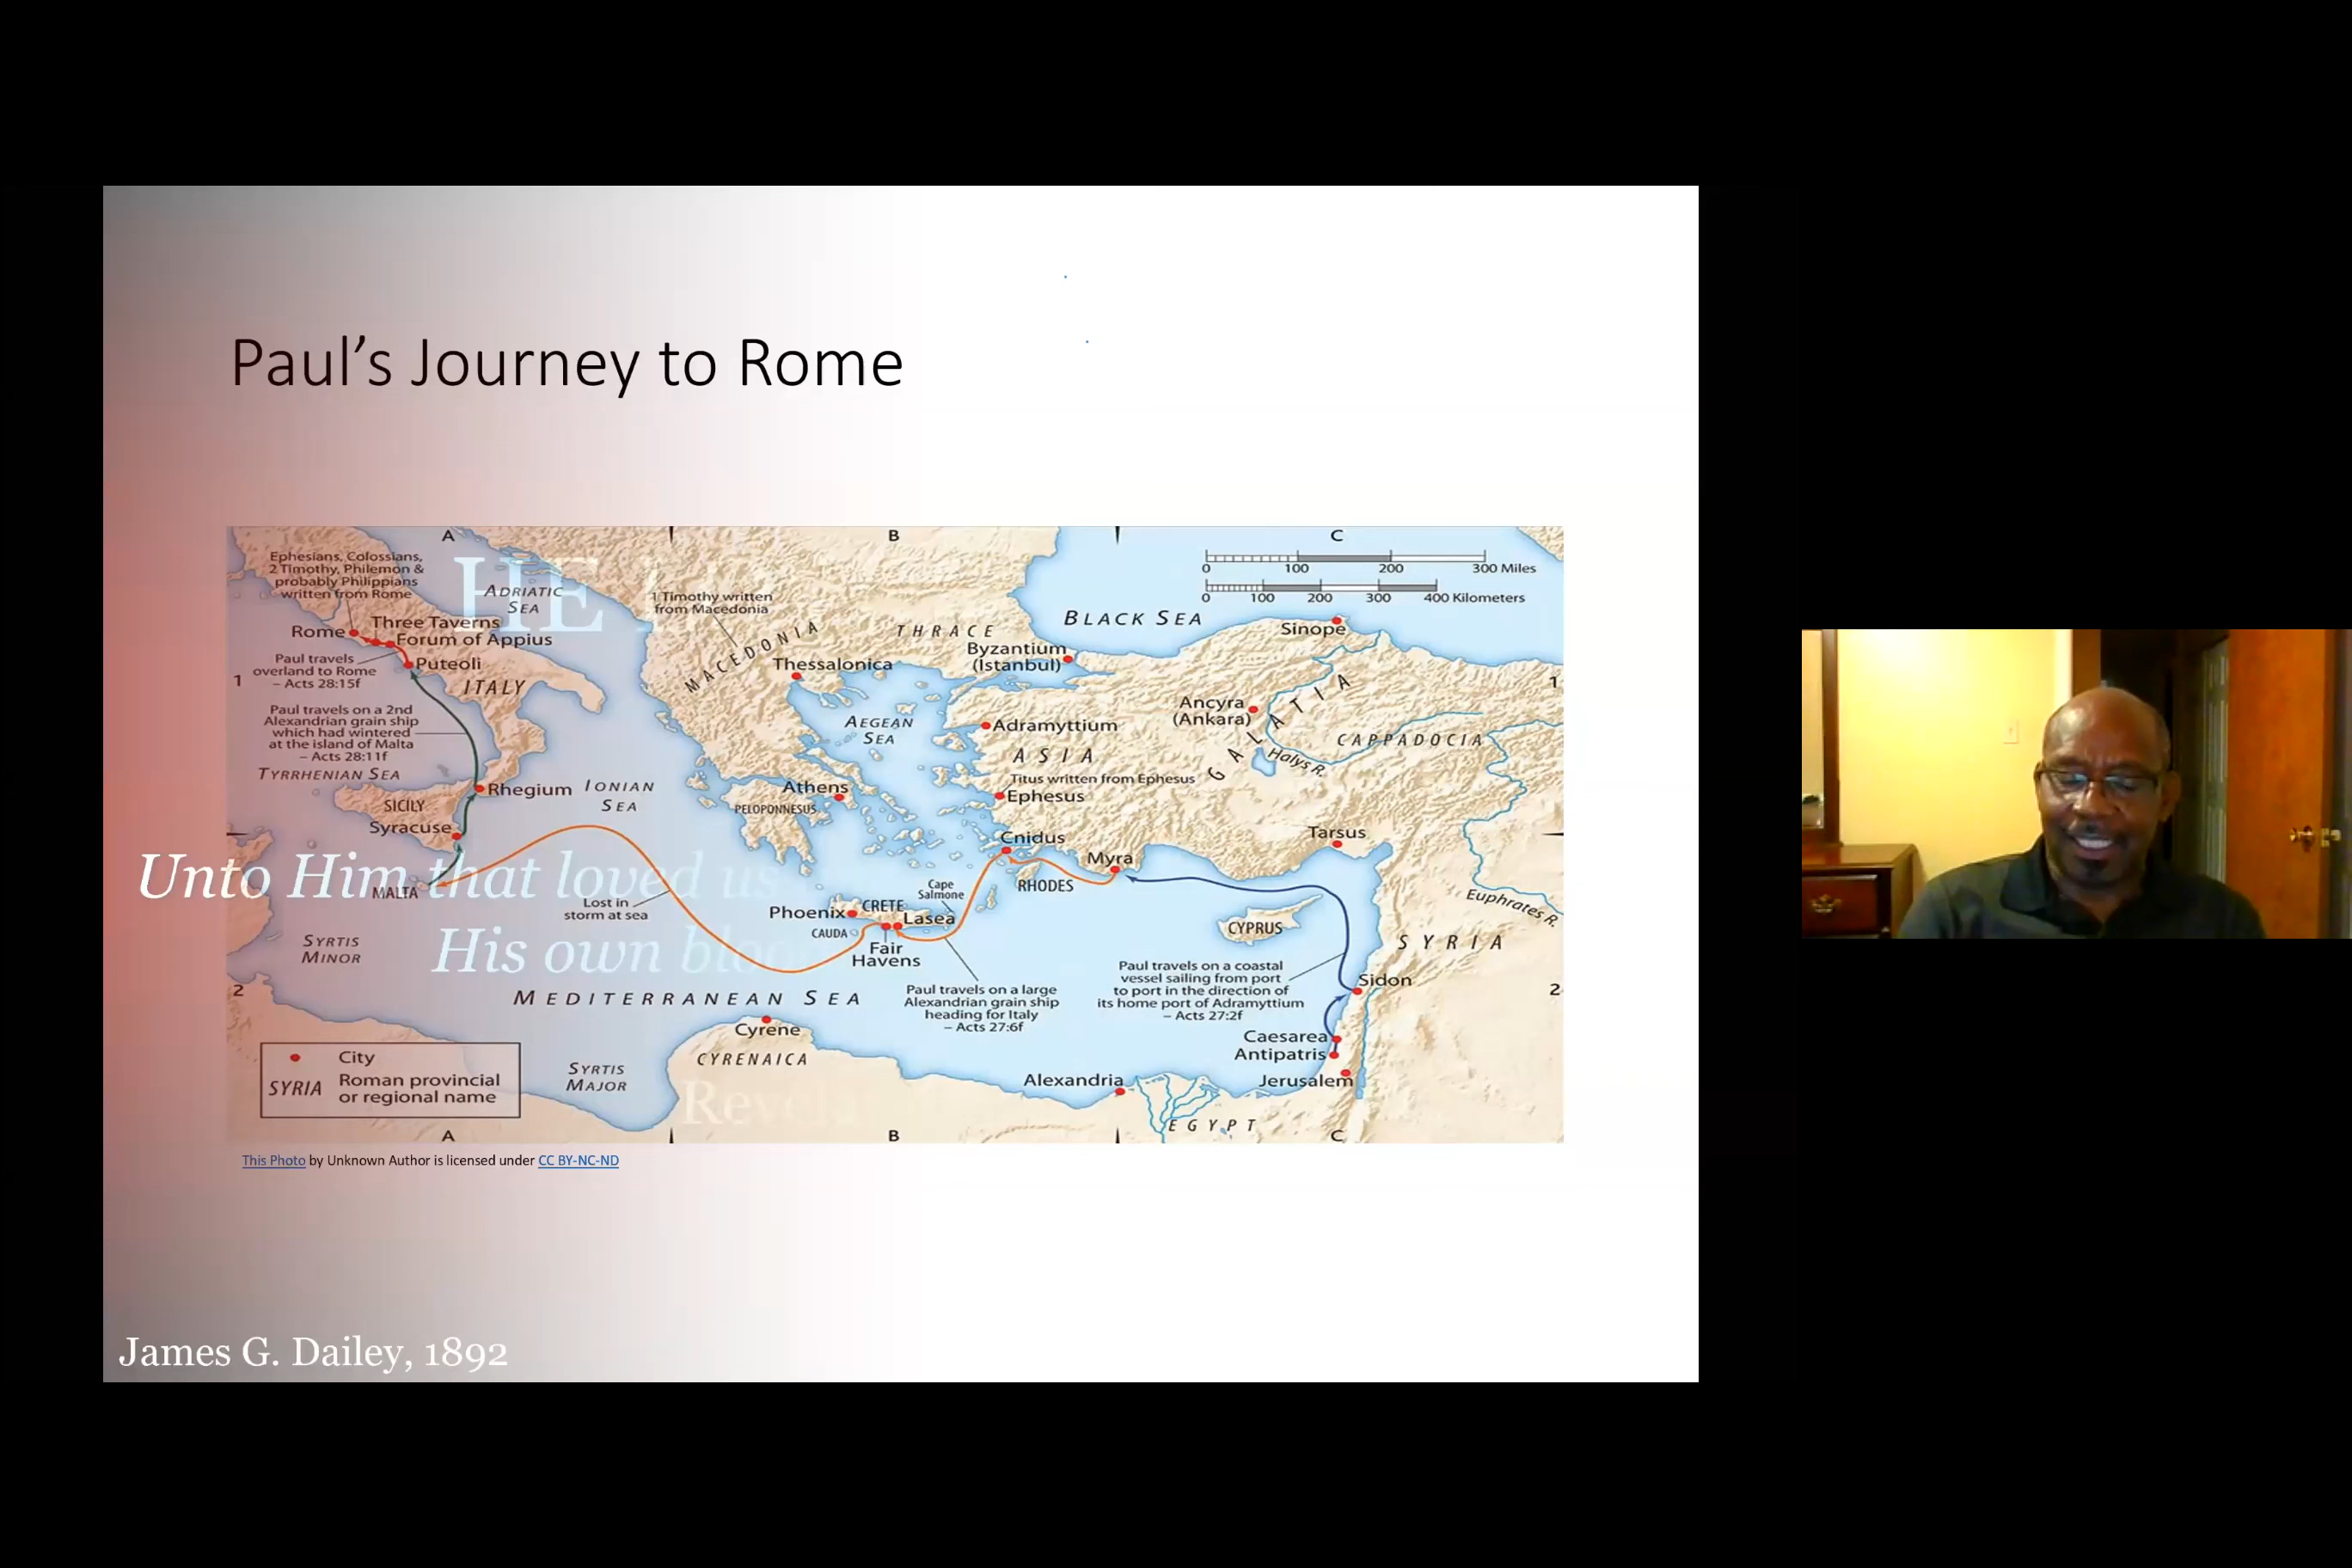 Paul's Journey to Rome
A
B
C
Ephesians, Colossians,
2 Timothy, Philemon &
probably Philippians
written from Rome
ADRIATIC
SEA
HE
1 Timothy written
from Macedonia
MACEDONIA
THRACE
BLACK SEA
0 100 200 300 Miles
0 100 200 300 400 Kilometers
Sinope
Byzantium
(Istanbul)
Thessalonica
Rome
Three Taverns
Forum of Appius
Puteoli
ITALY
Paul travels
overland to Rome
– Acts 28:15f
1
1
Paul travels on a 2nd
Alexandrian grain ship
which had wintered
at the island of Malta
– Acts 28:11f
TYRRHENIAN SEA
AEGEAN
SEA
Adramyttium
ASIA
Ancyra
(Ankara)
GALATIA
Halys R.
CAPPADOCIA
Titus written from Ephesus
Ephesus
Rhegium
IONIAN
SEA
SICILY
Syracuse
Athens
PELOPONNESUS
Cnidus
Myra
RHODES
Tarsus
Unto Him that loved us
MALTA
Lost in
storm at sea
Cape
Salmone
Phoenix
CRETE
Lasea
CAUDA
Fair
Havens
CYPRUS
Euphrates R.
SYRIA
His own blo
SYRTIS
MINOR
MEDITERRANEAN SEA
Paul travels on a large
Alexandrian grain ship
heading for Italy
– Acts 27:6f
Paul travels on a coastal
vessel sailing from port
to port in the direction of
its home port of Adramyttium
– Acts 27:2f
Sidon
2
2
Caesarea
Antipatris
Jerusalem
Cyrene
CYRENAICA
SYRTIS
MAJOR
Alexandria
EGYPT
City
SYRIA Roman provincial
or regional name
Revela
A
B
C
This Photo by Unknown Author is licensed under CC BY-NC-ND
James G. Dailey, 1892